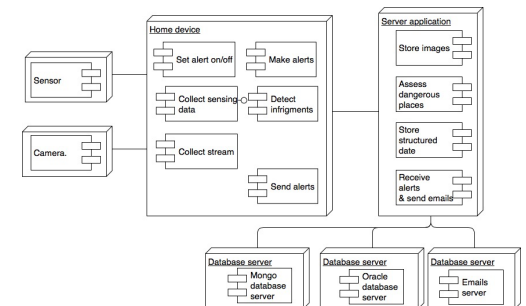 Home device
Set alert on/off
Make alerts
Collect sensing
data
Detect
infrigments
Collect stream
Send alerts
Sensor
Camera.
Server application
Store images
Assess
dangerous
places
Store
structured
date
Receive
alerts
& send emails
Database server
Mongo
database
server
Database server
Oracle
database
server
Database server
Emails
server